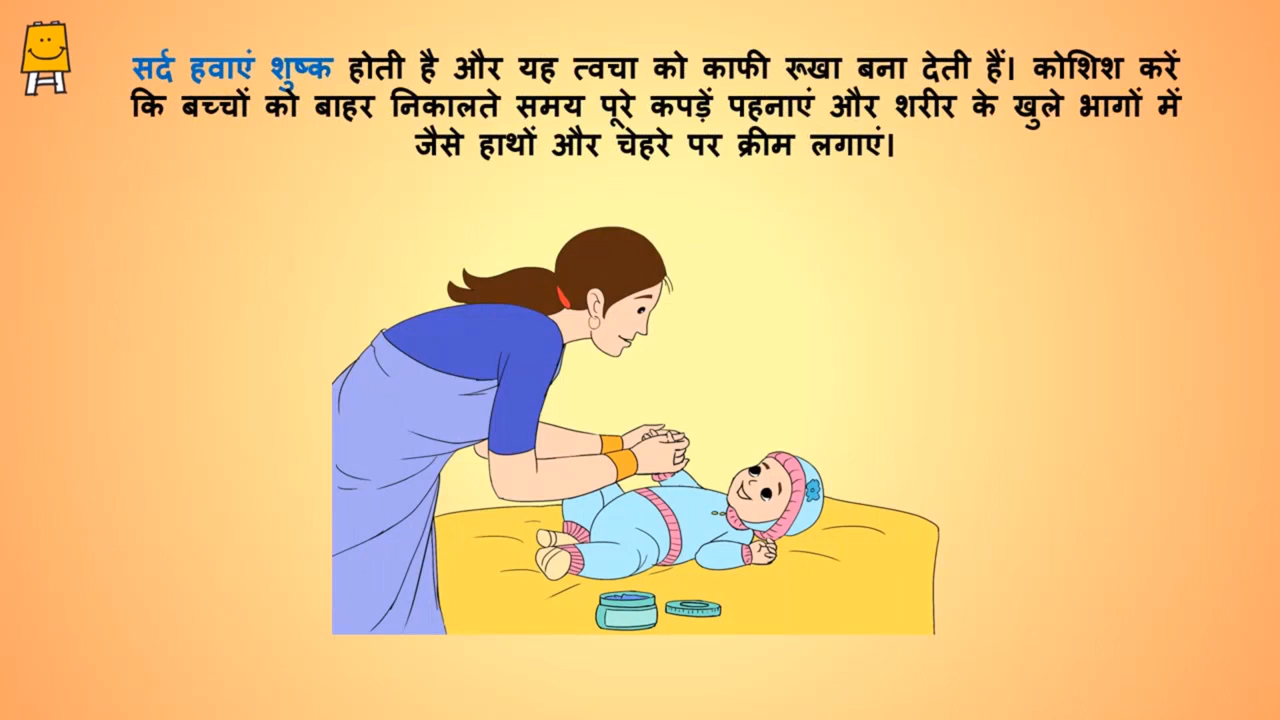 सर्द हवाएं शुष्क होती है और यह त्वचा को काफी रूखा बना देती हैं। कोशिश करें
कि बच्चों को बाहर निकालते समय पूरे कपड़ें पहनाएं और शरीर के खुले भागों में
जैसे हाथों और चेहरे पर क्रीम लगाएं।